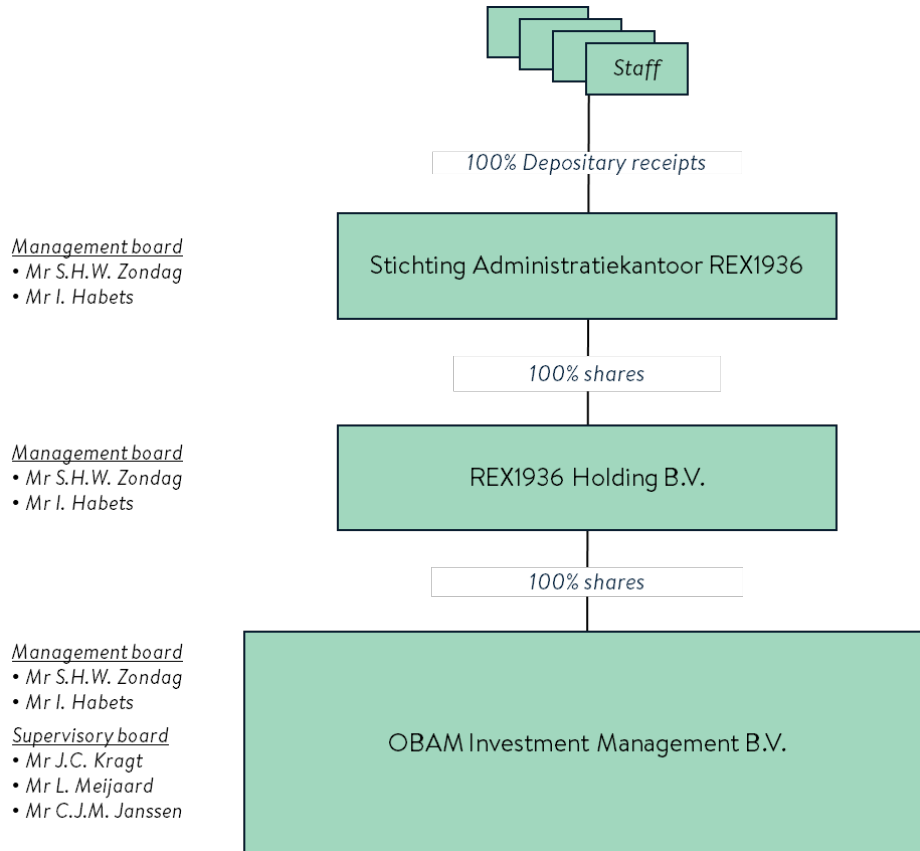 Staff
100% Depositary receipts
Management board
• Mr S.H.W. Zondag
• Mr I. Habets
Stichting Administratiekantoor REX1936
100% shares
Management board
• Mr S.H.W. Zondag
• Mr I. Habets
REX1936 Holding B.V.
100% shares
Management board
• Mr S.H.W. Zondag
• Mr I. Habets
Supervisory board
• Mr J.C. Kragt
• Mr L. Meijaard
• Mr C.J.M. Janssen
OBAM Investment Management B.V.